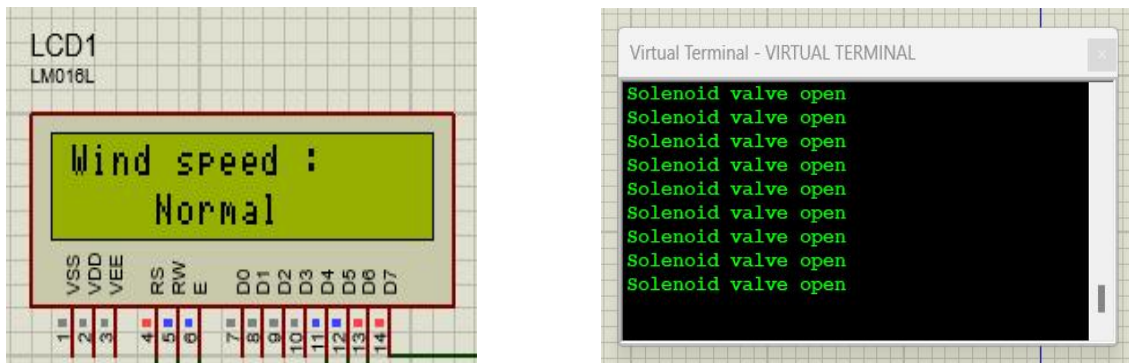 LCD1
LM016L
Wind speed :
Normal
VSS VDD VEE RS RW E D0 D1 D2 D3 D4 D5 D6 D7
1 2 3 4 5 6 7 8 9 10 11 12 13 14
Virtual Terminal - VIRTUAL TERMINAL
Solenoid valve open
Solenoid valve open
Solenoid valve open
Solenoid valve open
Solenoid valve open
Solenoid valve open
Solenoid valve open
Solenoid valve open
Solenoid valve open